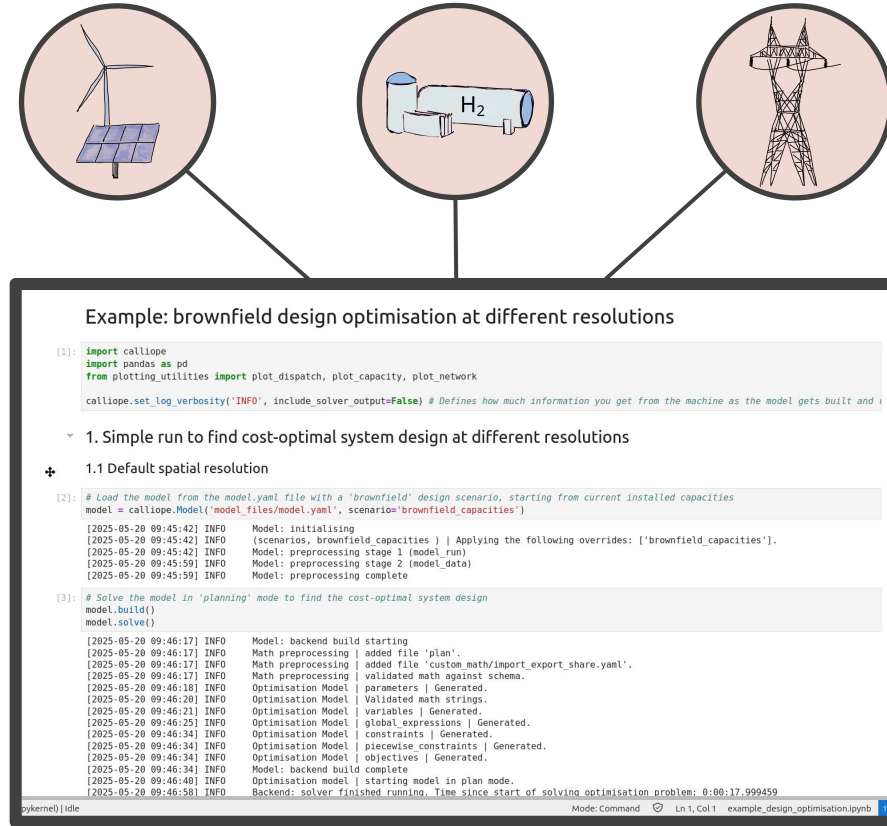 H₂
Example: brownfield design optimisation at different resolutions
[1]: import calliope
import pandas as pd
from plotting_utilities import plot_dispatch, plot_capacity, plot_network
calliope.set_log_verbosity('INFO', include_solver_output=False) # Defines how much information you get from the machine as the model gets built and
1. Simple run to find cost-optimal system design at different resolutions
1.1 Default spatial resolution
[2]: # Load the model from the model.yaml file with a 'brownfield' design scenario, starting from current installed capacities
model = calliope.Model('model_files/model.yaml', scenario='brownfield_capacities')
[2025-05-20 09:45:42] INFO Model: initialising
[2025-05-20 09:45:42] INFO (scenarios, brownfield_capacities ) | Applying the following overrides: ['brownfield_capacities'].
[2025-05-20 09:45:42] INFO Model: preprocessing stage 1 (model_run)
[2025-05-20 09:45:59] INFO Model: preprocessing stage 2 (model_data)
[2025-05-20 09:45:59] INFO Model: preprocessing complete
[3]: # Solve the model in 'planning' mode to find the cost-optimal system design
model.build()
model.solve()
[2025-05-20 09:46:17] INFO Model: backend build starting
[2025-05-20 09:46:17] INFO Math preprocessing | added file 'plan'.
[2025-05-20 09:46:17] INFO Math preprocessing | added file 'custom_math/import_export_share.yaml'.
[2025-05-20 09:46:17] INFO Math preprocessing | validated math against schema.
[2025-05-20 09:46:18] INFO Optimisation Model | parameters | Generated.
[2025-05-20 09:46:20] INFO Optimisation Model | Validated math strings.
[2025-05-20 09:46:21] INFO Optimisation Model | variables | Generated.
[2025-05-20 09:46:25] INFO Optimisation Model | global_expressions | Generated.
[2025-05-20 09:46:34] INFO Optimisation Model | constraints | Generated.
[2025-05-20 09:46:34] INFO Optimisation Model | piecewise_constraints | Generated.
[2025-05-20 09:46:34] INFO Optimisation Model | objectives | Generated.
[2025-05-20 09:46:34] INFO Model: backend build complete
[2025-05-20 09:46:40] INFO Optimisation model | starting model in plan mode.
[2025-05-20 09:46:58] INFO Backend: solver finished running. Time since start of solving optimisation problem: 0:00:17.999459
pykernel) | Idle Mode: Command Ln 1, Col 1 example_design_optimisation.ipynb 1